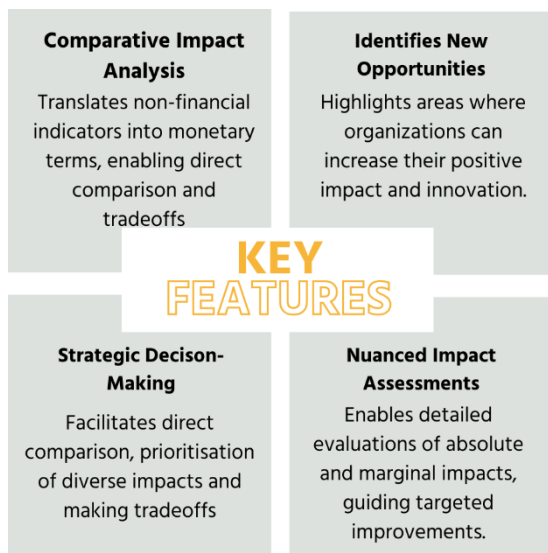 Comparative Impact
Analysis
Translates non-financial
indicators into monetary
terms, enabling direct
comparison and
tradeoffs
Identifies New
Opportunities
Highlights areas where
organizations can
increase their positive
impact and innovation.
KEY
FEATURES
Strategic Decison-
Making
Facilitates direct
comparison, prioritisation
of diverse impacts and
making tradeoffs
Nuanced Impact
Assessments
Enables detailed
evaluations of absolute
and marginal impacts,
guiding targeted
improvements.